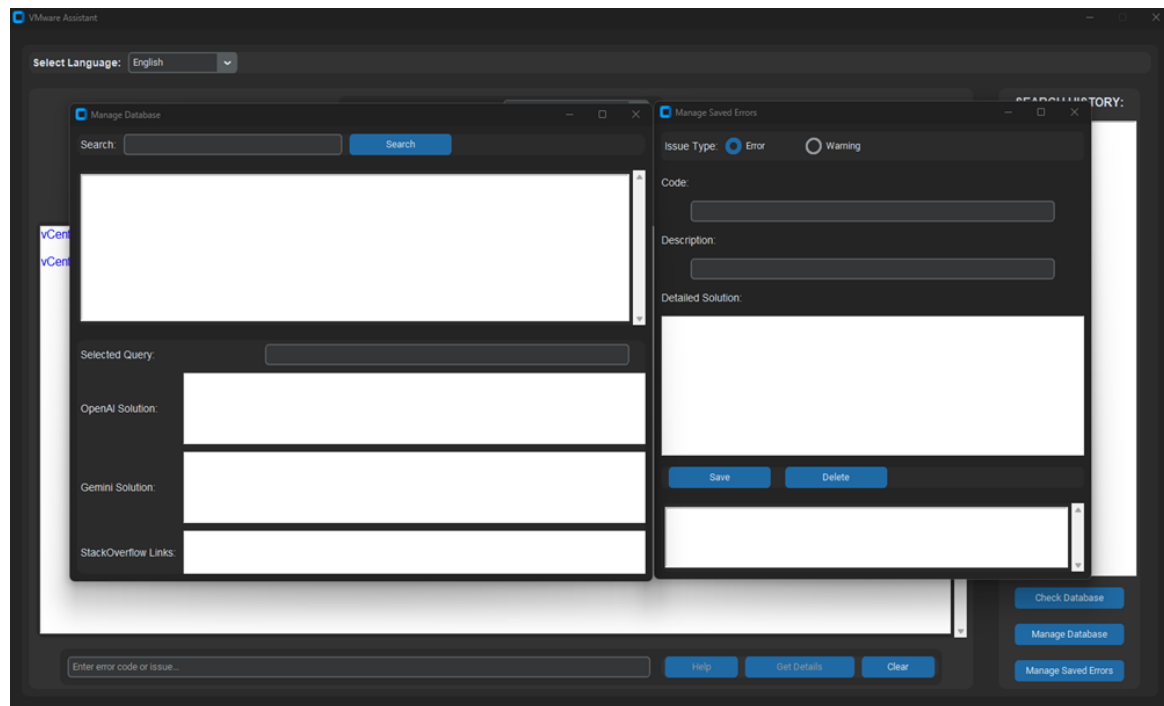 VMware Assistant
Select Language: English
Manage Database
Search: Search
Selected Query:
OpenAI Solution:
Gemini Solution:
StackOverflow Links:
Manage Saved Errors
Issue Type: Error Warning
Code:
Description:
Detailed Solution:
Save Delete
HISTORY:
vCent
vCent
Check Database
Manage Database
Manage Saved Errors
Enter error code or issue... Help Get Details Clear